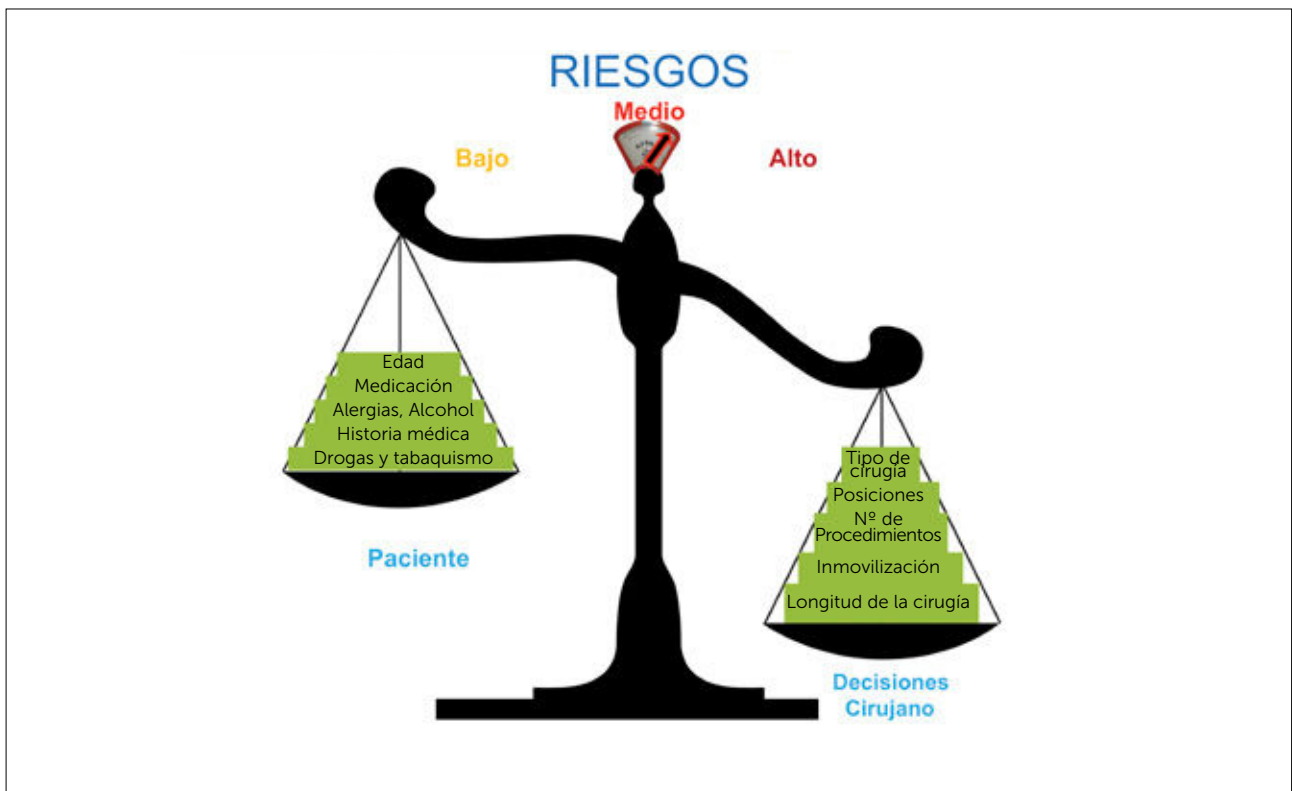 RIESGOS
Medio
Bajo
Alto
Edad
Medicación
Alergias, Alcohol
Historia médica
Drogas y tabaquismo
Paciente
Tipo de
cirugía
Posiciones
Nº de
Procedimientos
Inmovilización
Longitud de la cirugía
Decisiones
Cirujano